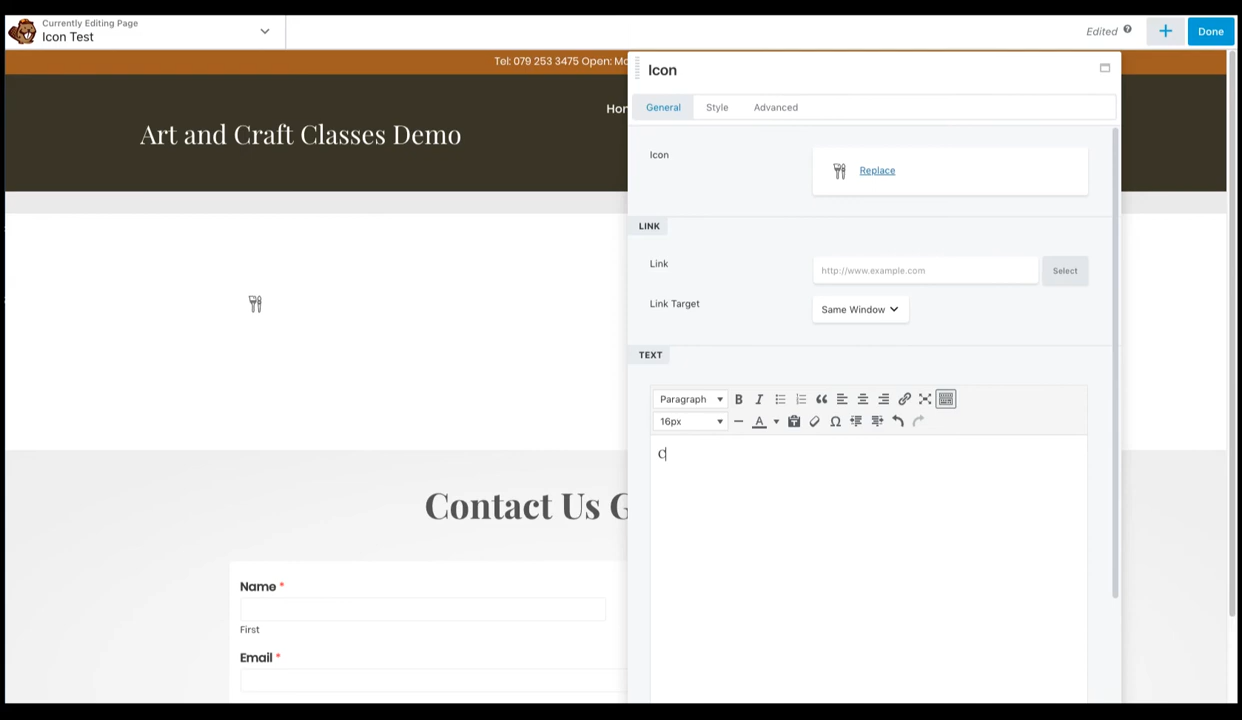 Currently Editing Page
Icon Test
Edited
Done
Tel: 079 253 3475 Open:
Art and Craft Classes Demo
Icon
General Style Advanced
Icon
Replace
LINK
Link
http://www.example.com
Select
Link Target
Same Window
TEXT
Paragraph
B I
16px
A Ω
C
Contact Us
Name *
First
Email *